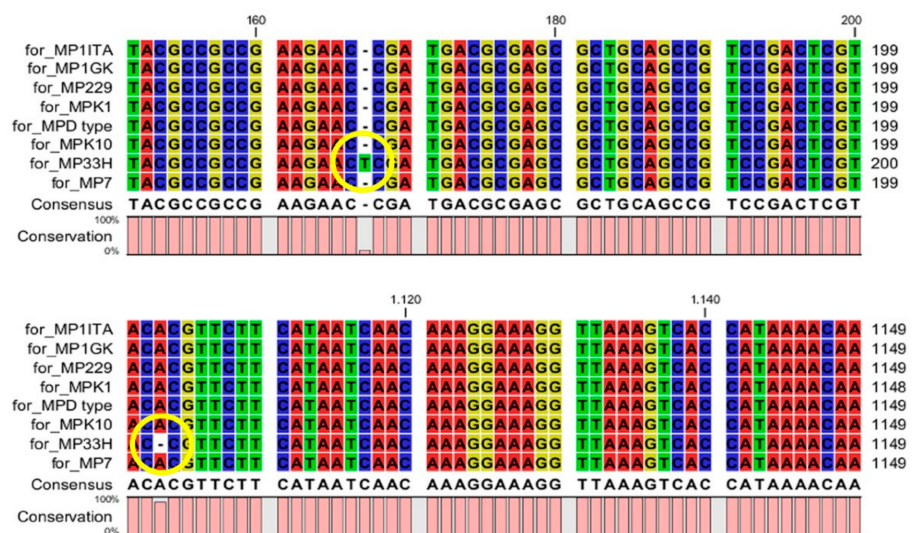 160 180 200
for_MP1ITA TACGCCGCCG AAGAAC-CGA TGACGCGAGC GCTGCAGCCG TCCGACTCGT 199
for_MP1GK TACGCCGCCG AAGAAC-CGA TGACGCGAGC GCTGCAGCCG TCCGACTCGT 199
for_MP229 TACGCCGCCG AAGAAC-CGA TGACGCGAGC GCTGCAGCCG TCCGACTCGT 199
for_MPK1 TACGCCGCCG AAGAAC-CGA TGACGCGAGC GCTGCAGCCG TCCGACTCGT 199
for_MPD type TACGCCGCCG AAGAAC-CGA TGACGCGAGC GCTGCAGCCG TCCGACTCGT 199
for_MPK10 TACGCCGCCG AAGAAC-CGA TGACGCGAGC GCTGCAGCCG TCCGACTCGT 199
for_MP33H TACGCCGCCG AAGAACTCGA TGACGCGAGC GCTGCAGCCG TCCGACTCGT 200
for_MP7 TACGCCGCCG AAGAAC-CGA TGACGCGAGC GCTGCAGCCG TCCGACTCGT 199
Consensus TACGCCGCCG AAGAAC-CGA TGACGCGAGC GCTGCAGCCG TCCGACTCGT
100%
Conservation
0%
1.120 1.140
for_MP1ITA ACACGTTCTT CATAATCAAC AAAGGAAAGG TTAAAGTCAC CATAAAACAA 1149
for_MP1GK ACACGTTCTT CATAATCAAC AAAGGAAAGG TTAAAGTCAC CATAAAACAA 1149
for_MP229 ACACGTTCTT CATAATCAAC AAAGGAAAGG TTAAAGTCAC CATAAAACAA 1149
for_MPK1 ACACGTTCTT CATAATCAAC AAAGGAAAGG TTAAAGTCAC CATAAAACAA 1148
for_MPD type ACACGTTCTT CATAATCAAC AAAGGAAAGG TTAAAGTCAC CATAAAACAA 1149
for_MPK10 ACACGTTCTT CATAATCAAC AAAGGAAAGG TTAAAGTCAC CATAAAACAA 1149
for_MP33H AC-CGTTCTT CATAATCAAC AAAGGAAAGG TTAAAGTCAC CATAAAACAA 1149
for_MP7 ACACGTTCTT CATAATCAAC AAAGGAAAGG TTAAAGTCAC CATAAAACAA 1149
Consensus ACACGTTCTT CATAATCAAC AAAGGAAAGG TTAAAGTCAC CATAAAACAA
100%
Conservation
0%